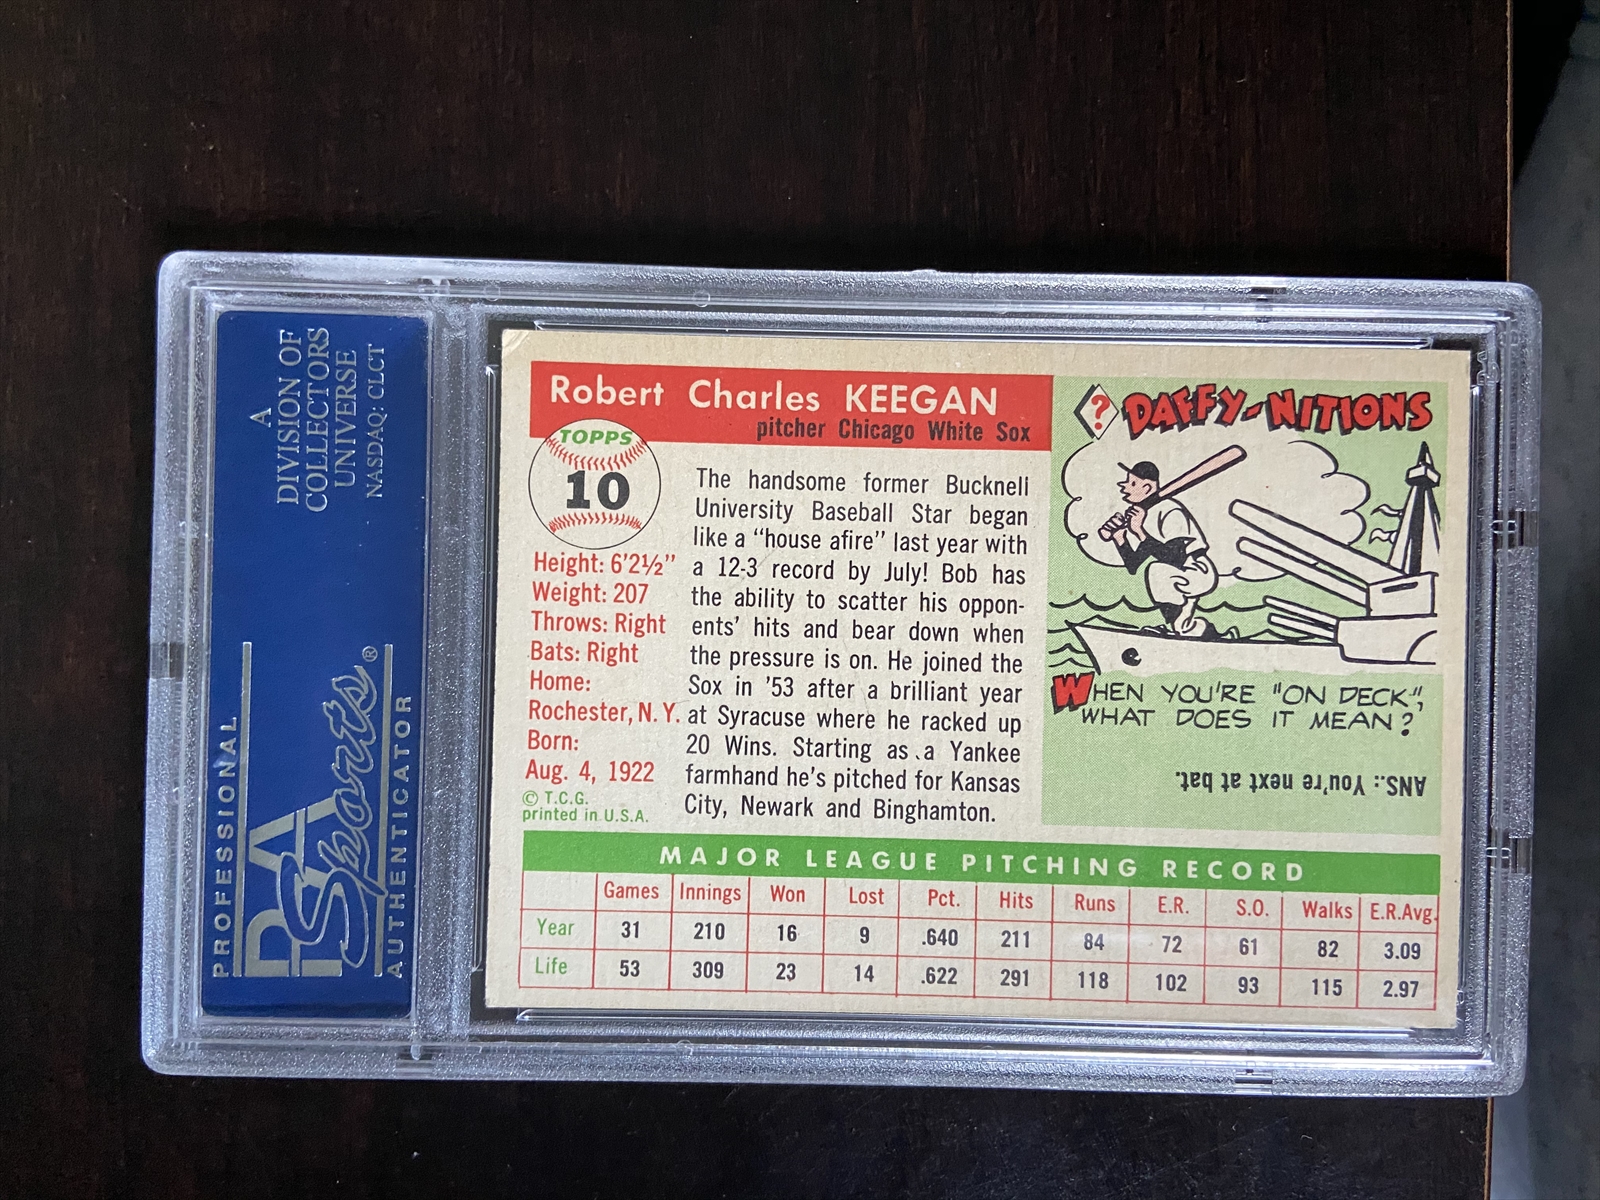 A
DIVISION OF
COLLECTORS
UNIVERSE
NASDAQ: CLCT
PROFESSIONAL
PSA
Sports®
AUTHENTICATOR
Robert Charles KEEGAN
pitcher Chicago White Sox
TOPPS
10
Height: 6'2½"
Weight: 207
Throws: Right
Bats: Right
Home:
Rochester, N. Y.
Born:
Aug. 4, 1922
© T.C.G.
printed in U.S.A.
The handsome former Bucknell
University Baseball Star began
like a "house afire" last year with
a 12-3 record by July! Bob has
the ability to scatter his oppon-
ents' hits and bear down when
the pressure is on. He joined the
Sox in '53 after a brilliant year
at Syracuse where he racked up
20 Wins. Starting as a Yankee
farmhand he's pitched for Kansas
City, Newark and Binghamton.
? DAFFY-NITIONS
WHEN YOU'RE "ON DECK",
WHAT DOES IT MEAN?
ANS.: You're next at bat.
MAJOR LEAGUE PITCHING RECORD
Games Innings Won Lost Pct. Hits Runs E.R. S.O. Walks E.R.Avg.
Year 31 210 16 9 .640 211 84 72 61 82 3.09
Life 53 309 23 14 .622 291 118 102 93 115 2.97